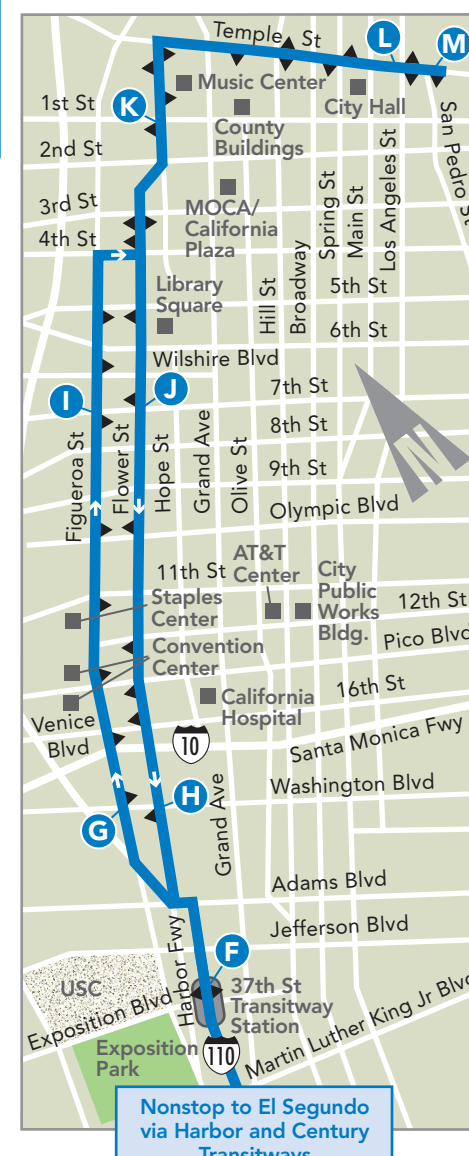 Temple St
L
M
Music Center
City Hall
K
1st St
County
Buildings
2nd St
San Pedro St
3rd St
MOCA/
California
Plaza
4th St
Spring St
Main St
Los Angeles St
Hill St
Broadway
5th St
Library
Square
6th St
Wilshire Blvd
I
J
7th St
8th St
Figueroa St
Flower St
Hope St
Grand Ave
Olive St
9th St
N
Olympic Blvd
11th St
AT&T
Center
City
Public
Works
Bldg.
12th St
Staples
Center
Pico Blvd
Convention
Center
16th St
California
Hospital
Venice
Blvd
10
Santa Monica Fwy
Washington Blvd
G
H
Grand Ave
Adams Blvd
Jefferson Blvd
Harbor Fwy
F
USC
37th St
Transitway
Station
Exposition Blvd
Exposition
Park
110
Martin Luther King Jr Blvd
Nonstop to El Segundo
via Harbor and Century
Transitways